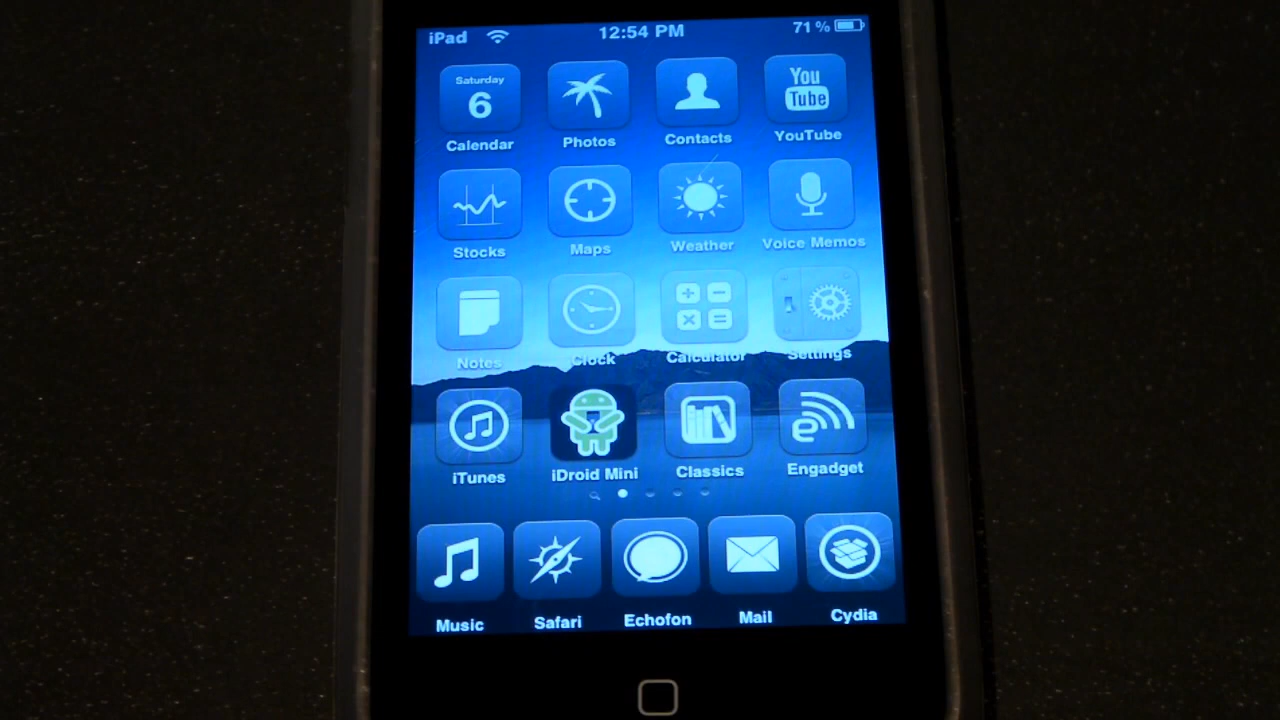 iPad 12:54 PM 71 %
Saturday
6
You
Tube
Calendar Photos Contacts YouTube
Stocks Maps Weather Voice Memos
Notes Clock Calculator Settings
iTunes iDroid Mini Classics Engadget
Music Safari Echofon Mail Cydia